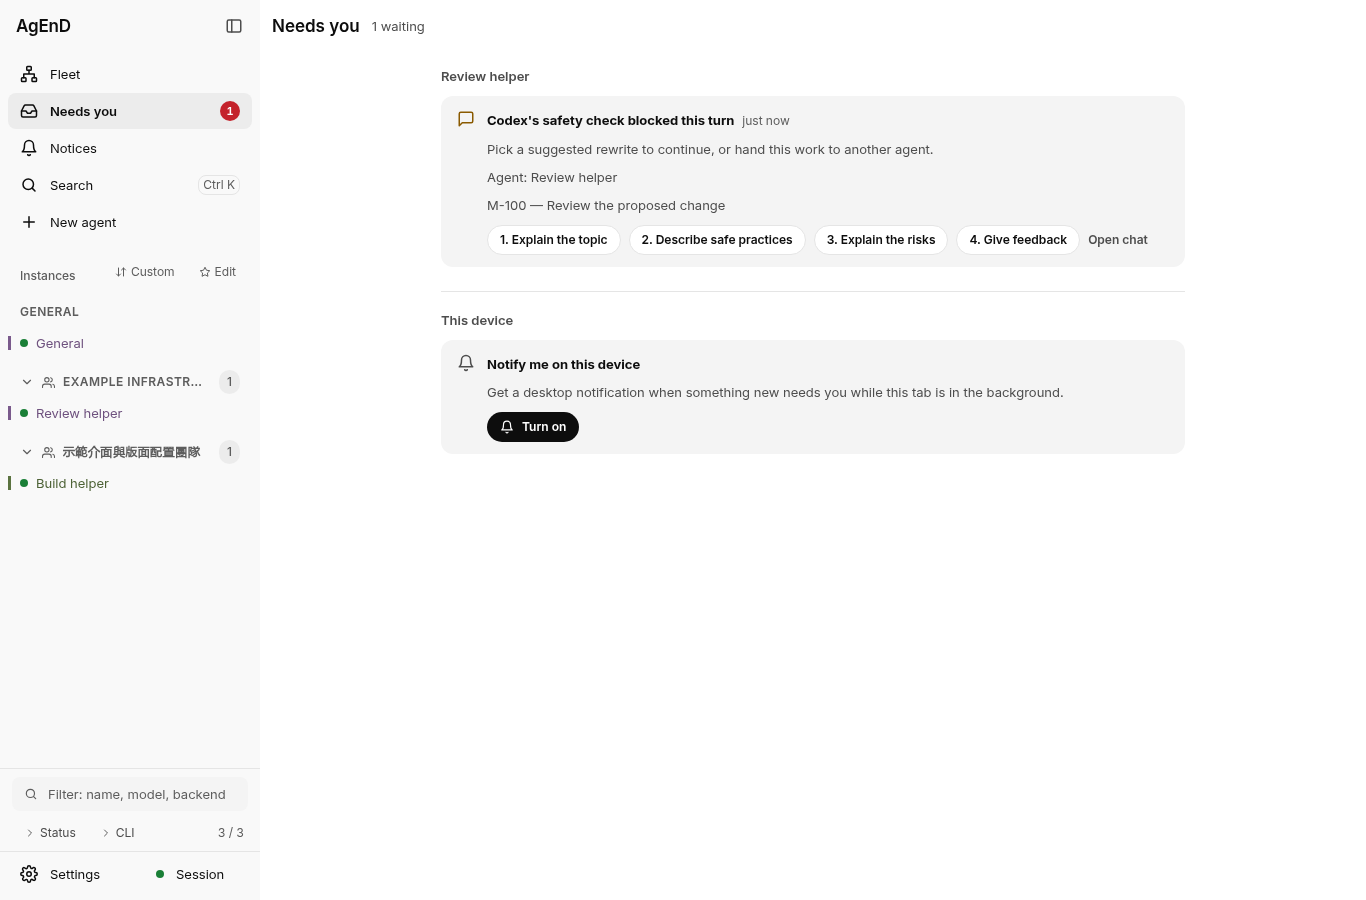 AgEnD
Fleet
Needs you 1
Notices
Search Ctrl K
New agent
Instances Custom Edit
GENERAL
General
EXAMPLE INFRASTR... 1
Review helper
示範介面與版面配置團隊 1
Build helper
Filter: name, model, backend
Status CLI 3 / 3
Settings Session
Needs you 1 waiting
Review helper
Codex's safety check blocked this turn just now
Pick a suggested rewrite to continue, or hand this work to another agent.
Agent: Review helper
M-100 — Review the proposed change
1. Explain the topic 2. Describe safe practices 3. Explain the risks 4. Give feedback Open chat
This device
Notify me on this device
Get a desktop notification when something new needs you while this tab is in the background.
Turn on